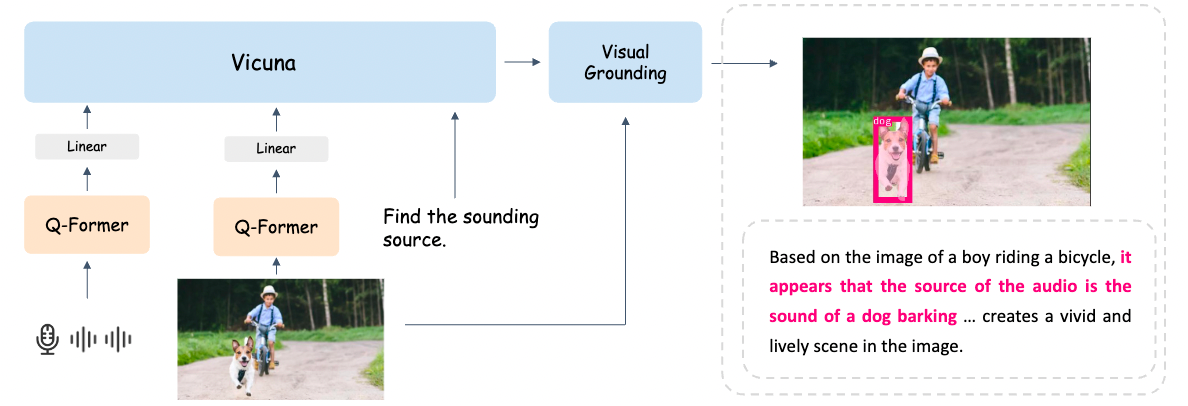 Vicuna
Visual
Grounding
Linear
Linear
Q-Former
Q-Former
Find the sounding
source.
dog
Based on the image of a boy riding a bicycle, it
appears that the source of the audio is the
sound of a dog barking … creates a vivid and
lively scene in the image.